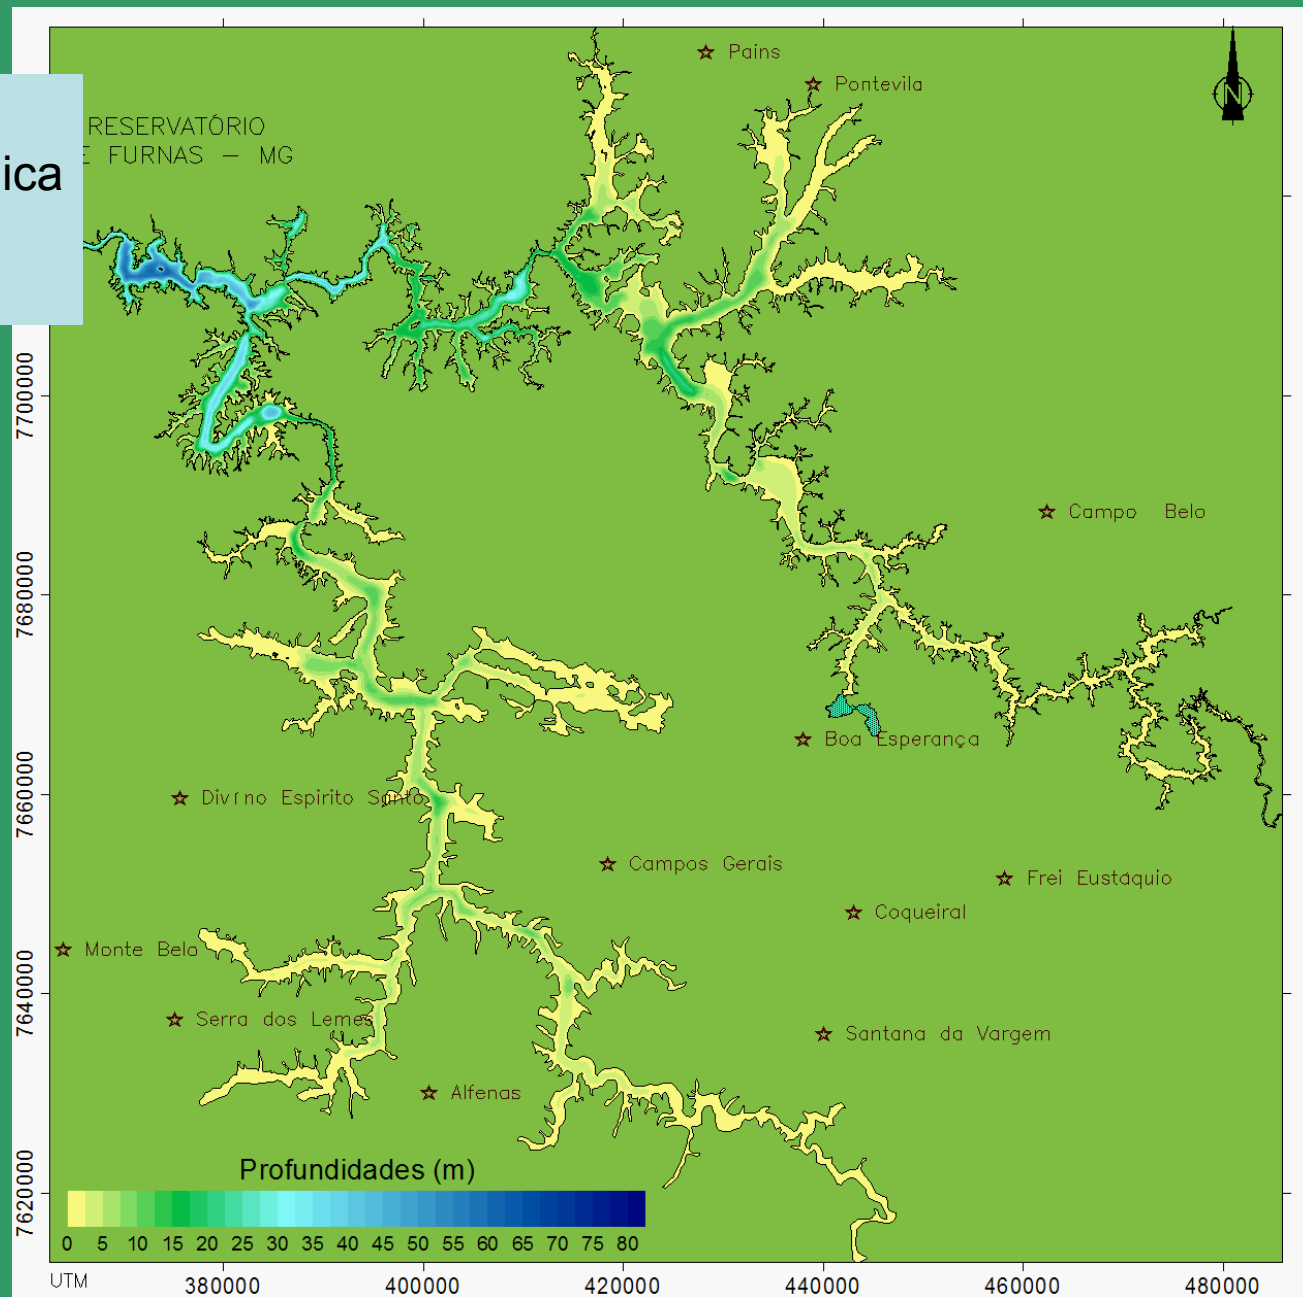 Pains
Pontevila
N
RESERVATÓRIO
E FURNAS – MG
ica
7700000
Campo Belo
7680000
Boa Esperança
7660000
Divino Espirito Santo
Campos Gerais
Frei Eustáquio
Coqueiral
Monte Belo
7640000
Serra dos Lemes
Santana da Vargem
Alfenas
Profundidades (m)
7620000
0 5 10 15 20 25 30 35 40 45 50 55 60 65 70 75 80
UTM
380000 400000 420000 440000 460000 480000